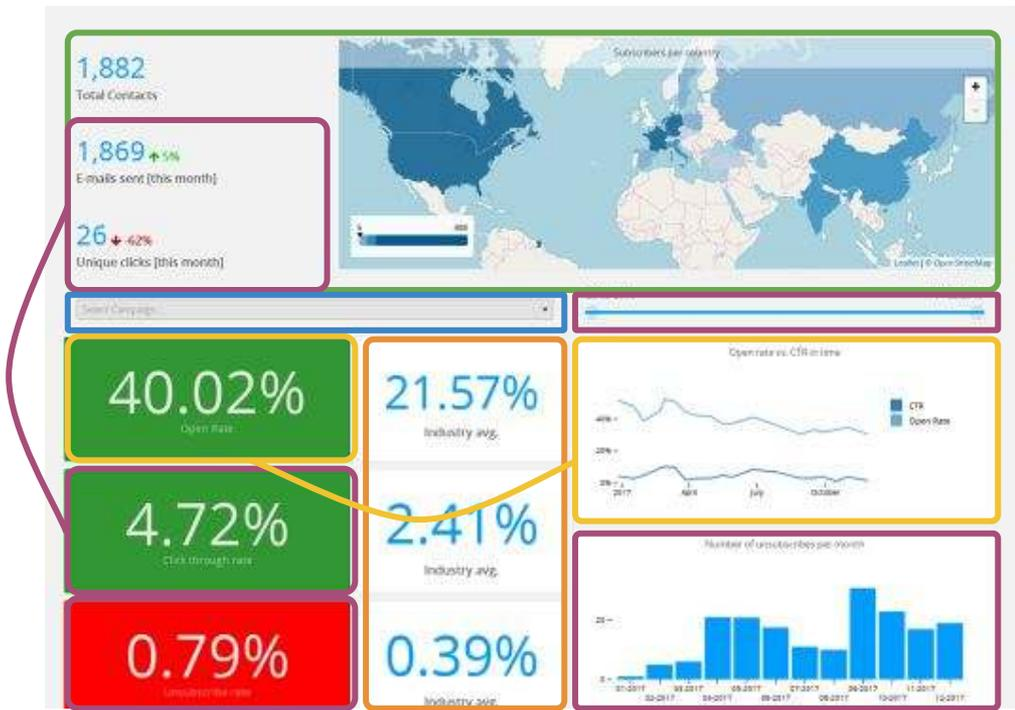 1,882
Total Contacts
Subscribers per country
+
-
1,869 5%
E-mails sent [this month]
26 -62%
Unique clicks [this month]
Leaflet | © OpenStreetMap
Select Campaign
40.02%
Open Rate
21.57%
Industry avg.
4.72%
Click through rate
2.41%
Industry avg.
0.79%
Unsubscribe rate
0.39%
Industry avg.
Open rate vs. CTR in time
40%
20%
0%
2017 April July October
CTR
Open Rate
Number of unsubscribes per month
20
0
01-2017 03-2017 05-2017 07-2017 09-2017 11-2017
02-2017 04-2017 06-2017 08-2017 10-2017 12-2017